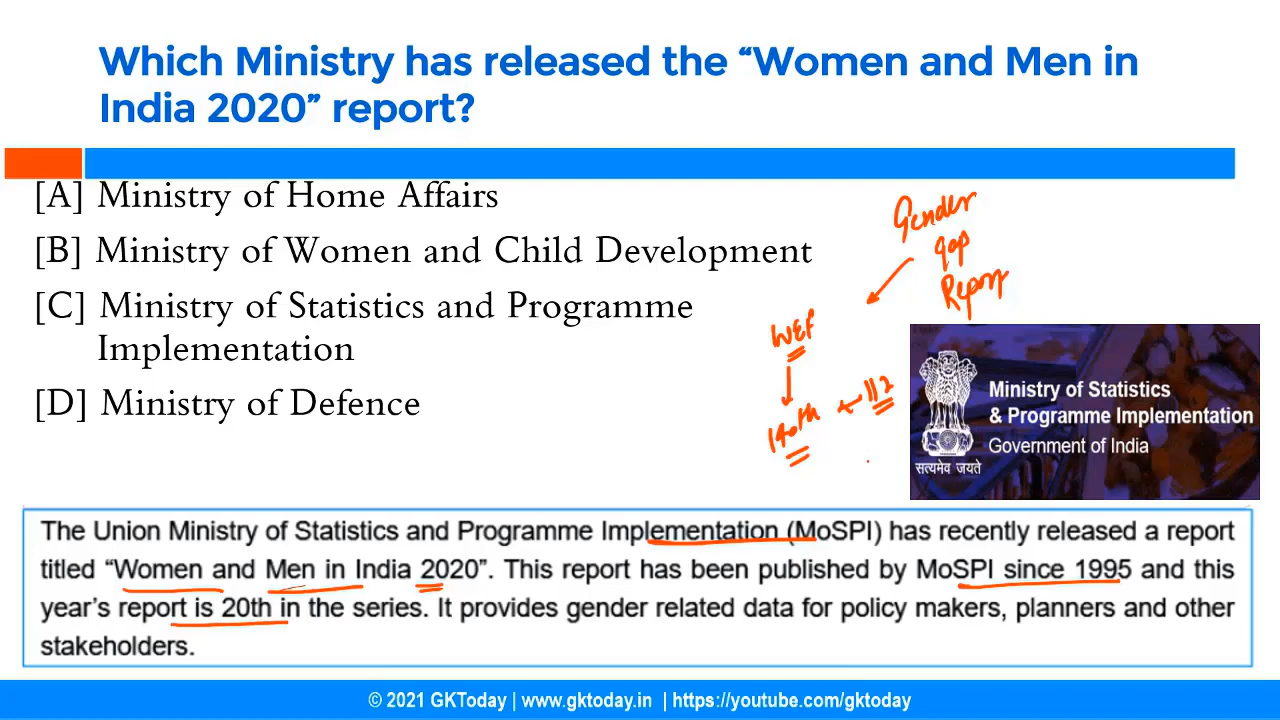 Which Ministry has released the “Women and Men in
India 2020” report?
[A] Ministry of Home Affairs
[B] Ministry of Women and Child Development
[C] Ministry of Statistics and Programme
Implementation
[D] Ministry of Defence
Gender
gap
Report
WEF
140th
112
Ministry of Statistics
& Programme Implementation
Government of India
सत्यमेव जयते
The Union Ministry of Statistics and Programme Implementation (MoSPI) has recently released a report
titled “Women and Men in India 2020”. This report has been published by MoSPI since 1995 and this
year’s report is 20th in the series. It provides gender related data for policy makers, planners and other
stakeholders.
© 2021 GKToday | www.gktoday.in | https://youtube.com/gktoday